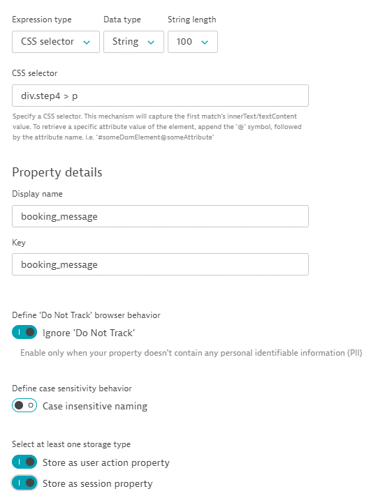 Expression type Data type String length
CSS selector String 100
CSS selector
div.step4 > p
Specify a CSS selector. This mechanism will capture the first match's innerText/textContent
value. To retrieve a specific attribute value of the element, append the '@' symbol, followed
by the attribute name. i.e. '#someDomElement@someAttribute'
Property details
Display name
booking_message
Key
booking_message
Define 'Do Not Track' browser behavior
Ignore 'Do Not Track'
Enable only when your property doesn't contain any personal identifiable information (PII)
Define case sensitivity behavior
Case insensitive naming
Select at least one storage type
Store as user action property
Store as session property